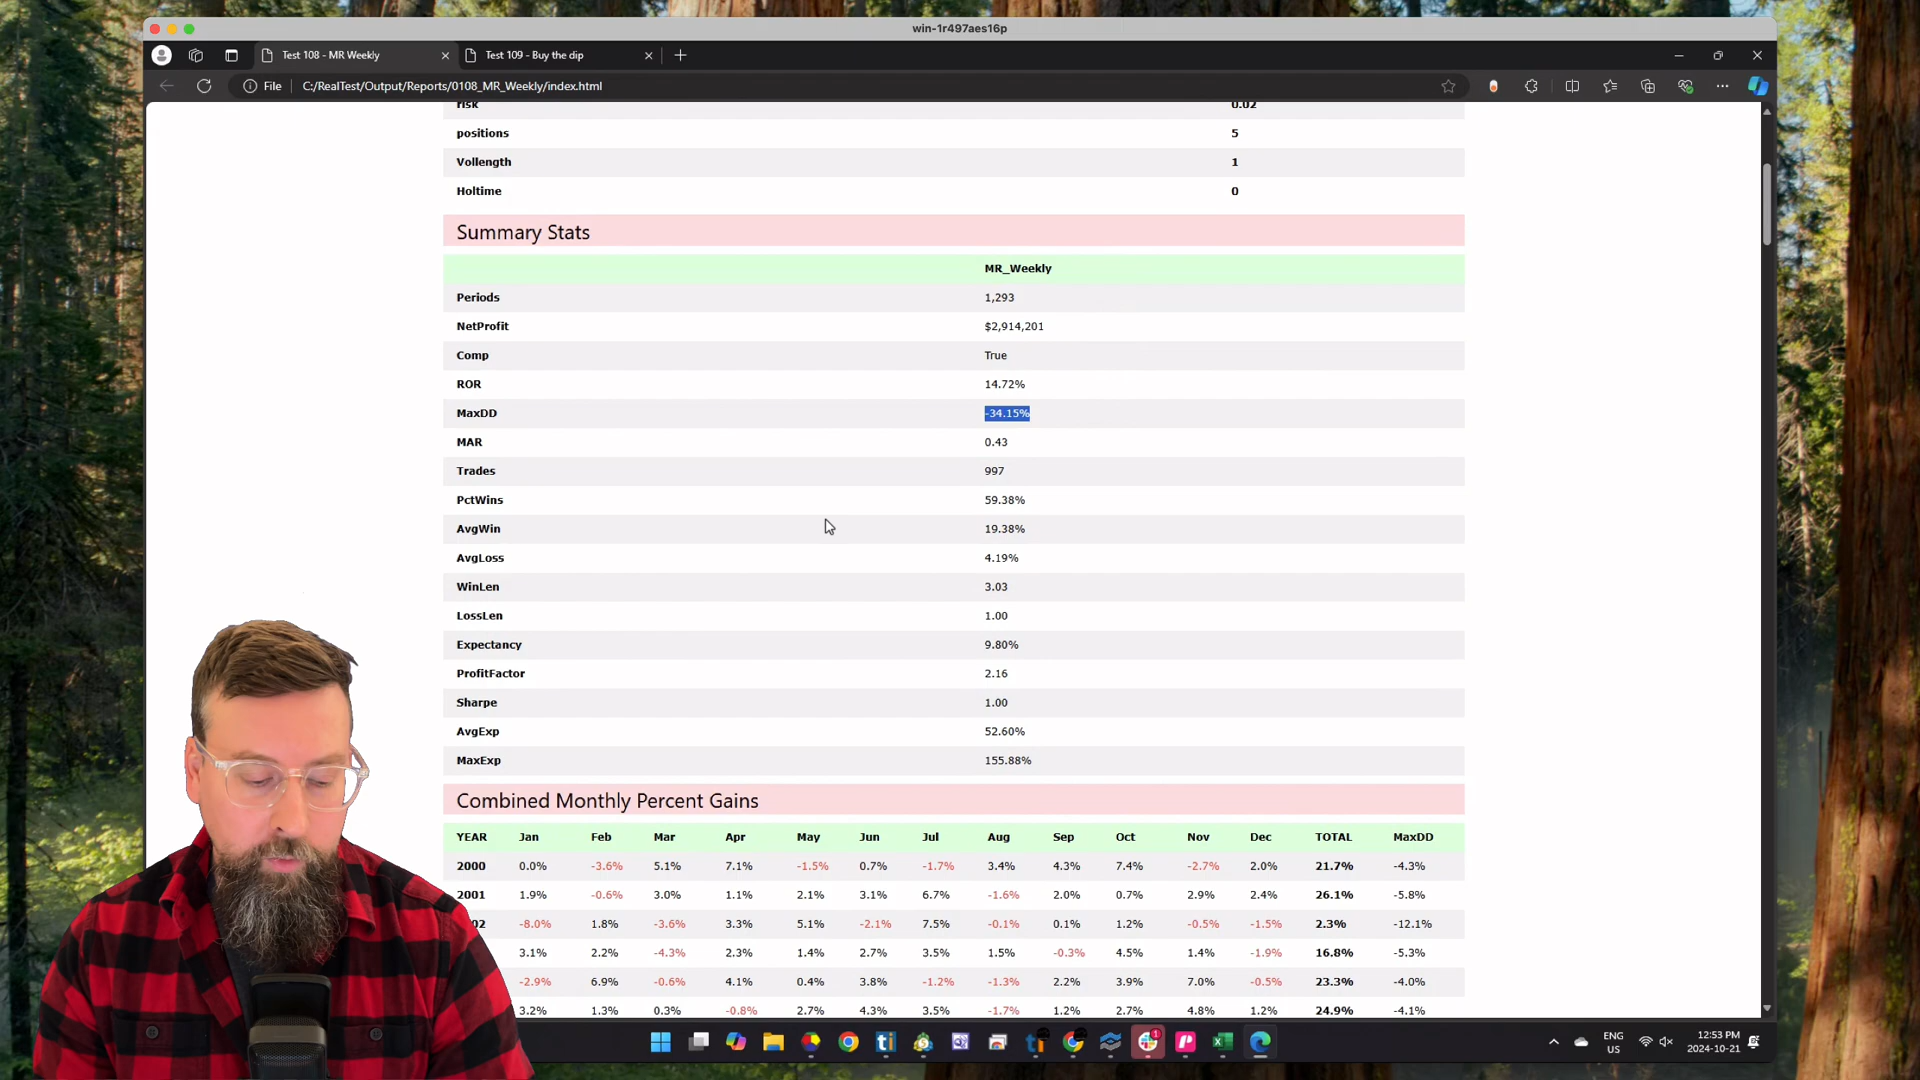 win-1r497aes16p
Test 108 - MR Weekly
Test 109 - Buy the dip
File C:/RealTest/Output/Reports/0108_MR_Weekly/index.html
risk 0.02
positions 5
Vollength 1
Holtime 0
Summary Stats
MR_Weekly
Periods 1,293
NetProfit $2,914,201
Comp True
ROR 14.72%
MaxDD -34.15%
MAR 0.43
Trades 997
PctWins 59.38%
AvgWin 19.38%
AvgLoss 4.19%
WinLen 3.03
LossLen 1.00
Expectancy 9.80%
ProfitFactor 2.16
Sharpe 1.00
AvgExp 52.60%
MaxExp 155.88%
Combined Monthly Percent Gains
YEAR Jan Feb Mar Apr May Jun Jul Aug Sep Oct Nov Dec TOTAL MaxDD
2000 0.0% -3.6% 5.1% 7.1% -1.5% 0.7% -1.7% 3.4% 4.3% 7.4% -2.7% 2.0% 21.7% -4.3%
2001 1.9% -0.6% 3.0% 1.1% 2.1% 3.1% 6.7% -1.6% 2.0% 0.7% 2.9% 2.4% 26.1% -5.8%
02 -8.0% 1.8% -3.6% 3.3% 5.1% -2.1% 7.5% -0.1% 0.1% 1.2% -0.5% -1.5% 2.3% -12.1%
3.1% 2.2% -4.3% 2.3% 1.4% 2.7% 3.5% 1.5% -0.3% 4.5% 1.4% -1.9% 16.8% -5.3%
-2.9% 6.9% -0.6% 4.1% 0.4% 3.8% -1.2% -1.3% 2.2% 3.9% 7.0% -0.5% 23.3% -4.0%
3.2% 1.3% 0.3% -0.8% 2.7% 4.3% 3.5% -1.7% 1.2% 2.7% 4.8% 1.2% 24.9% -4.1%
ti
ENG
US
12:53 PM
2024-10-21